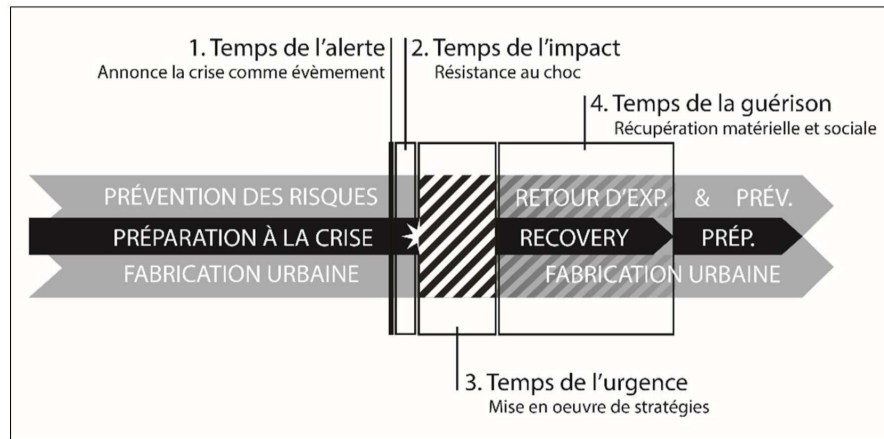 1. Temps de l'alerte
Annonce la crise comme évèmement
2. Temps de l'impact
Résistance au choc
4. Temps de la guérison
Récupération matérielle et sociale
PRÉVENTION DES RISQUES
RETOUR D'EXP. & PRÉV.
PRÉPARATION À LA CRISE
RECOVERY
PRÉP.
FABRICATION URBAINE
FABRICATION URBAINE
3. Temps de l'urgence
Mise en oeuvre de stratégies